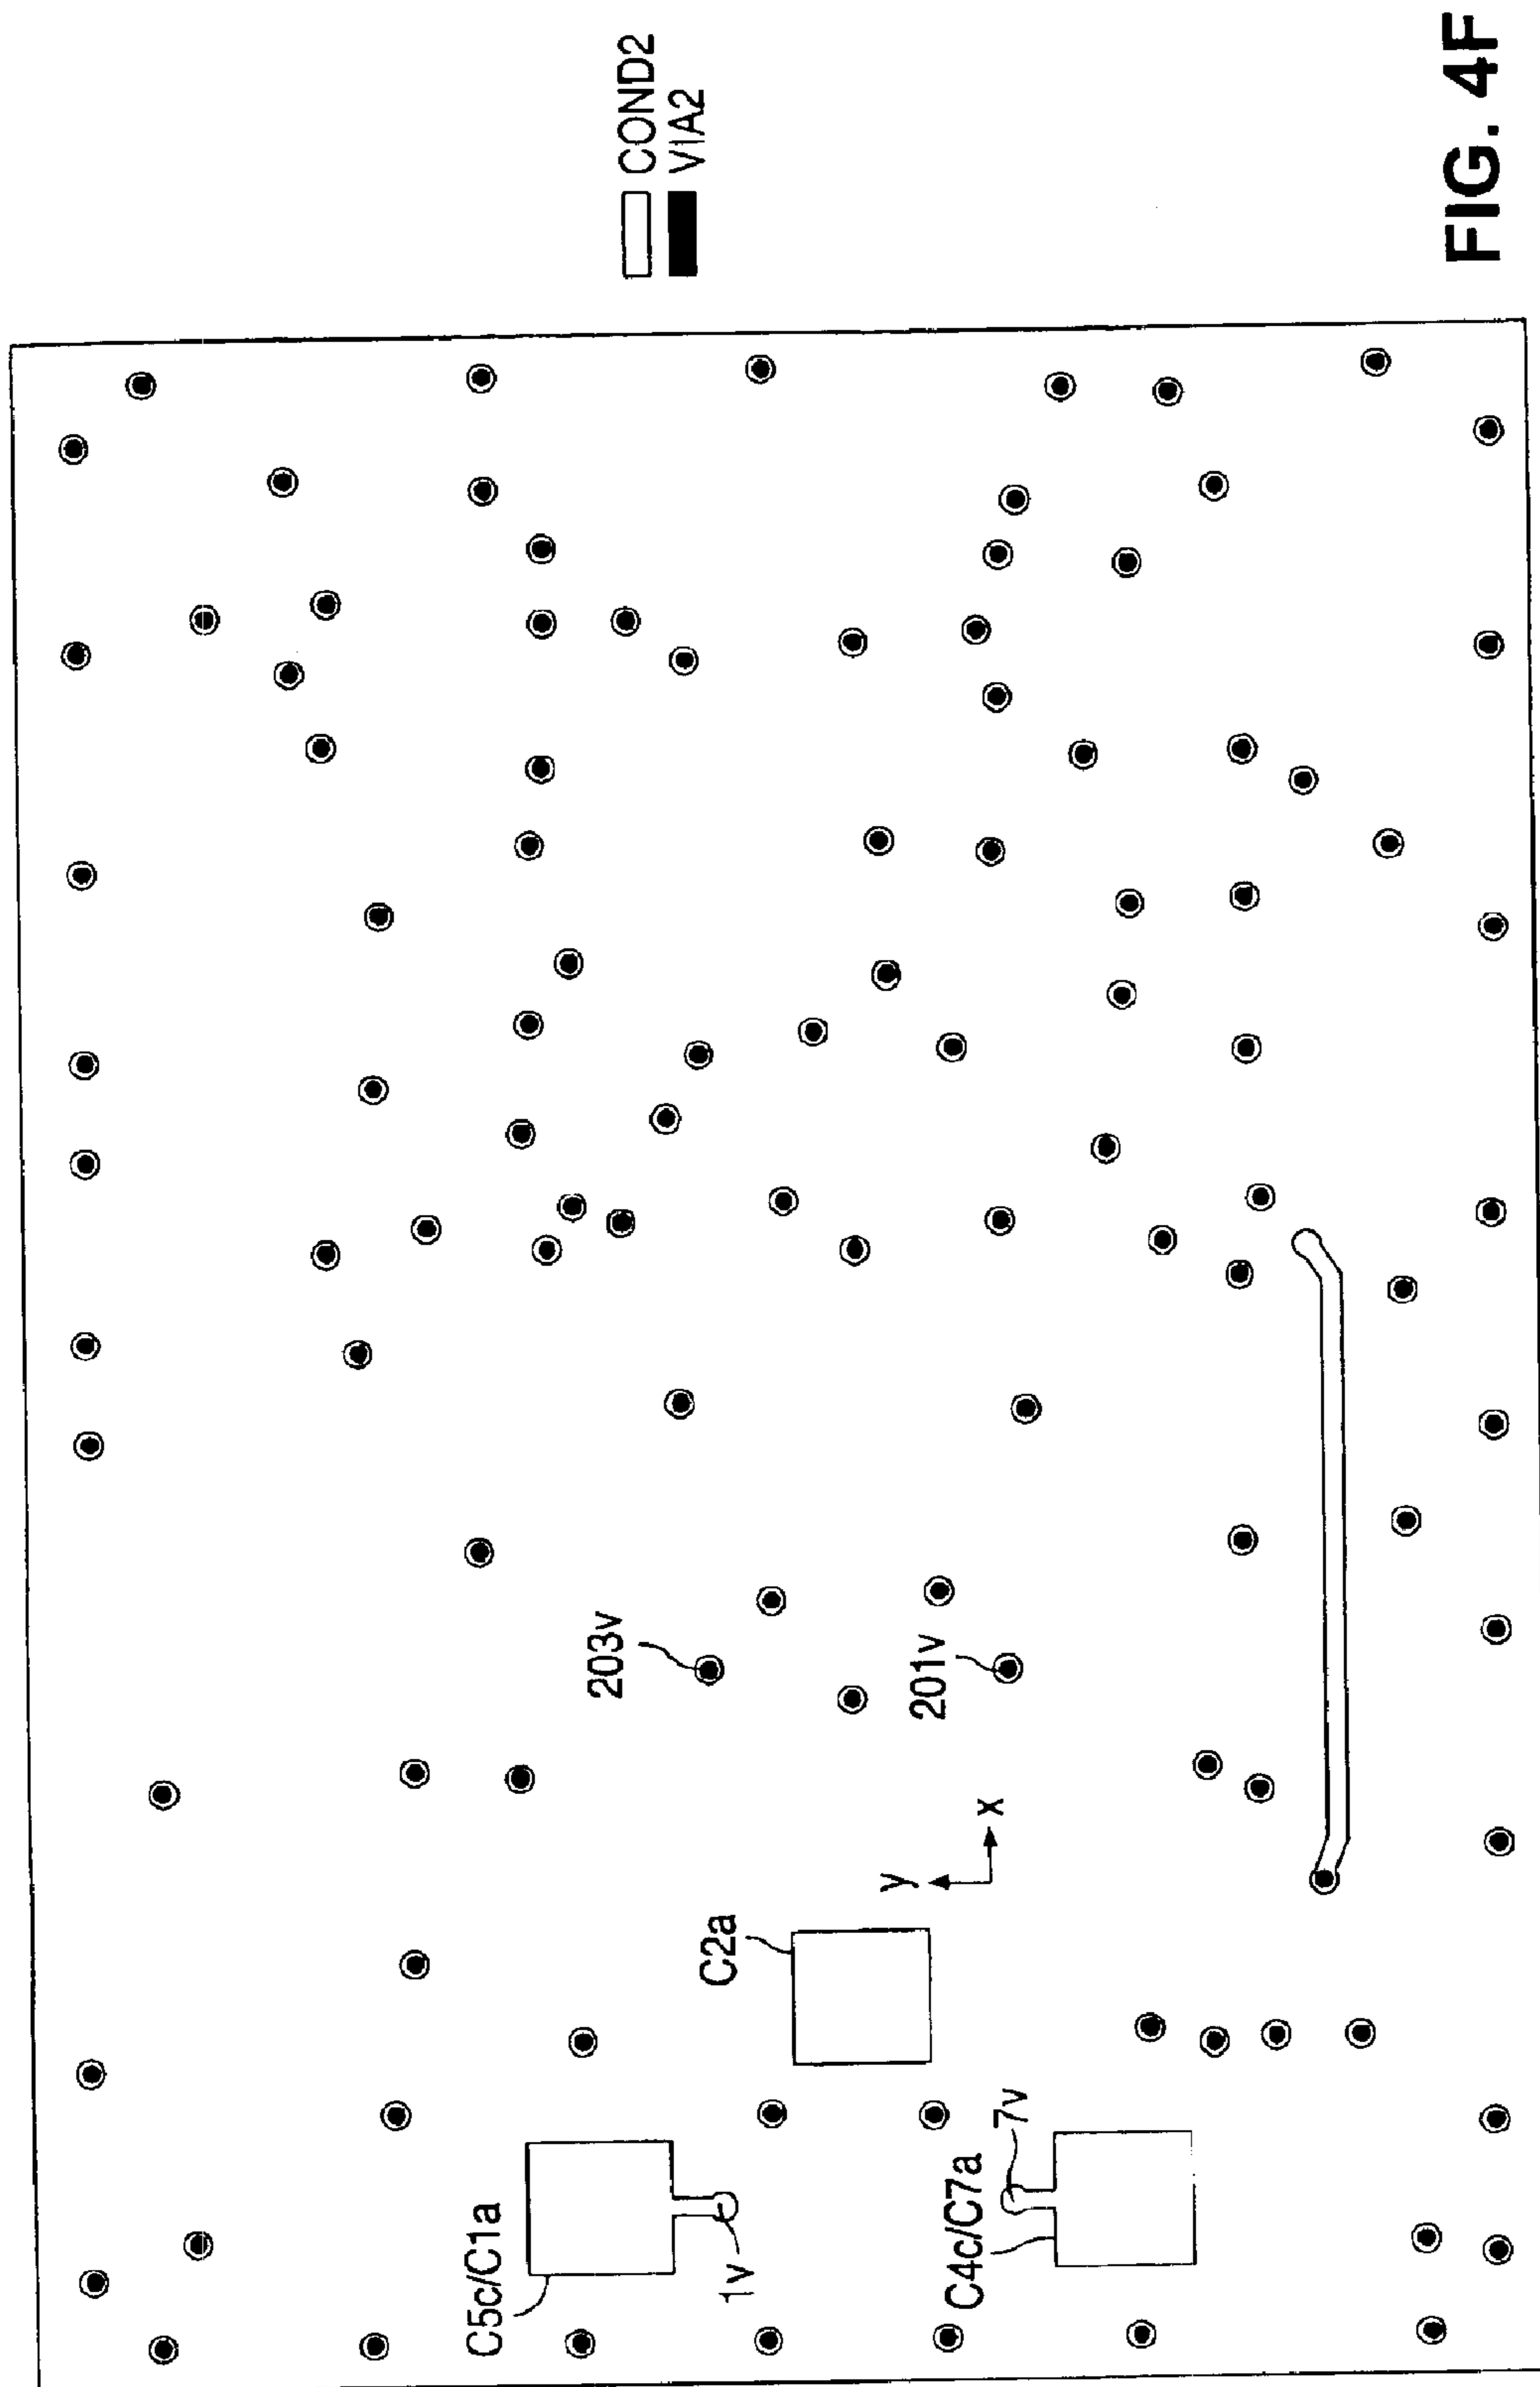 C5c/C1a
1v
C2a
y
x
203v
201v
C4c/C7a
7v
COND2
VIA2
FIG. 4F